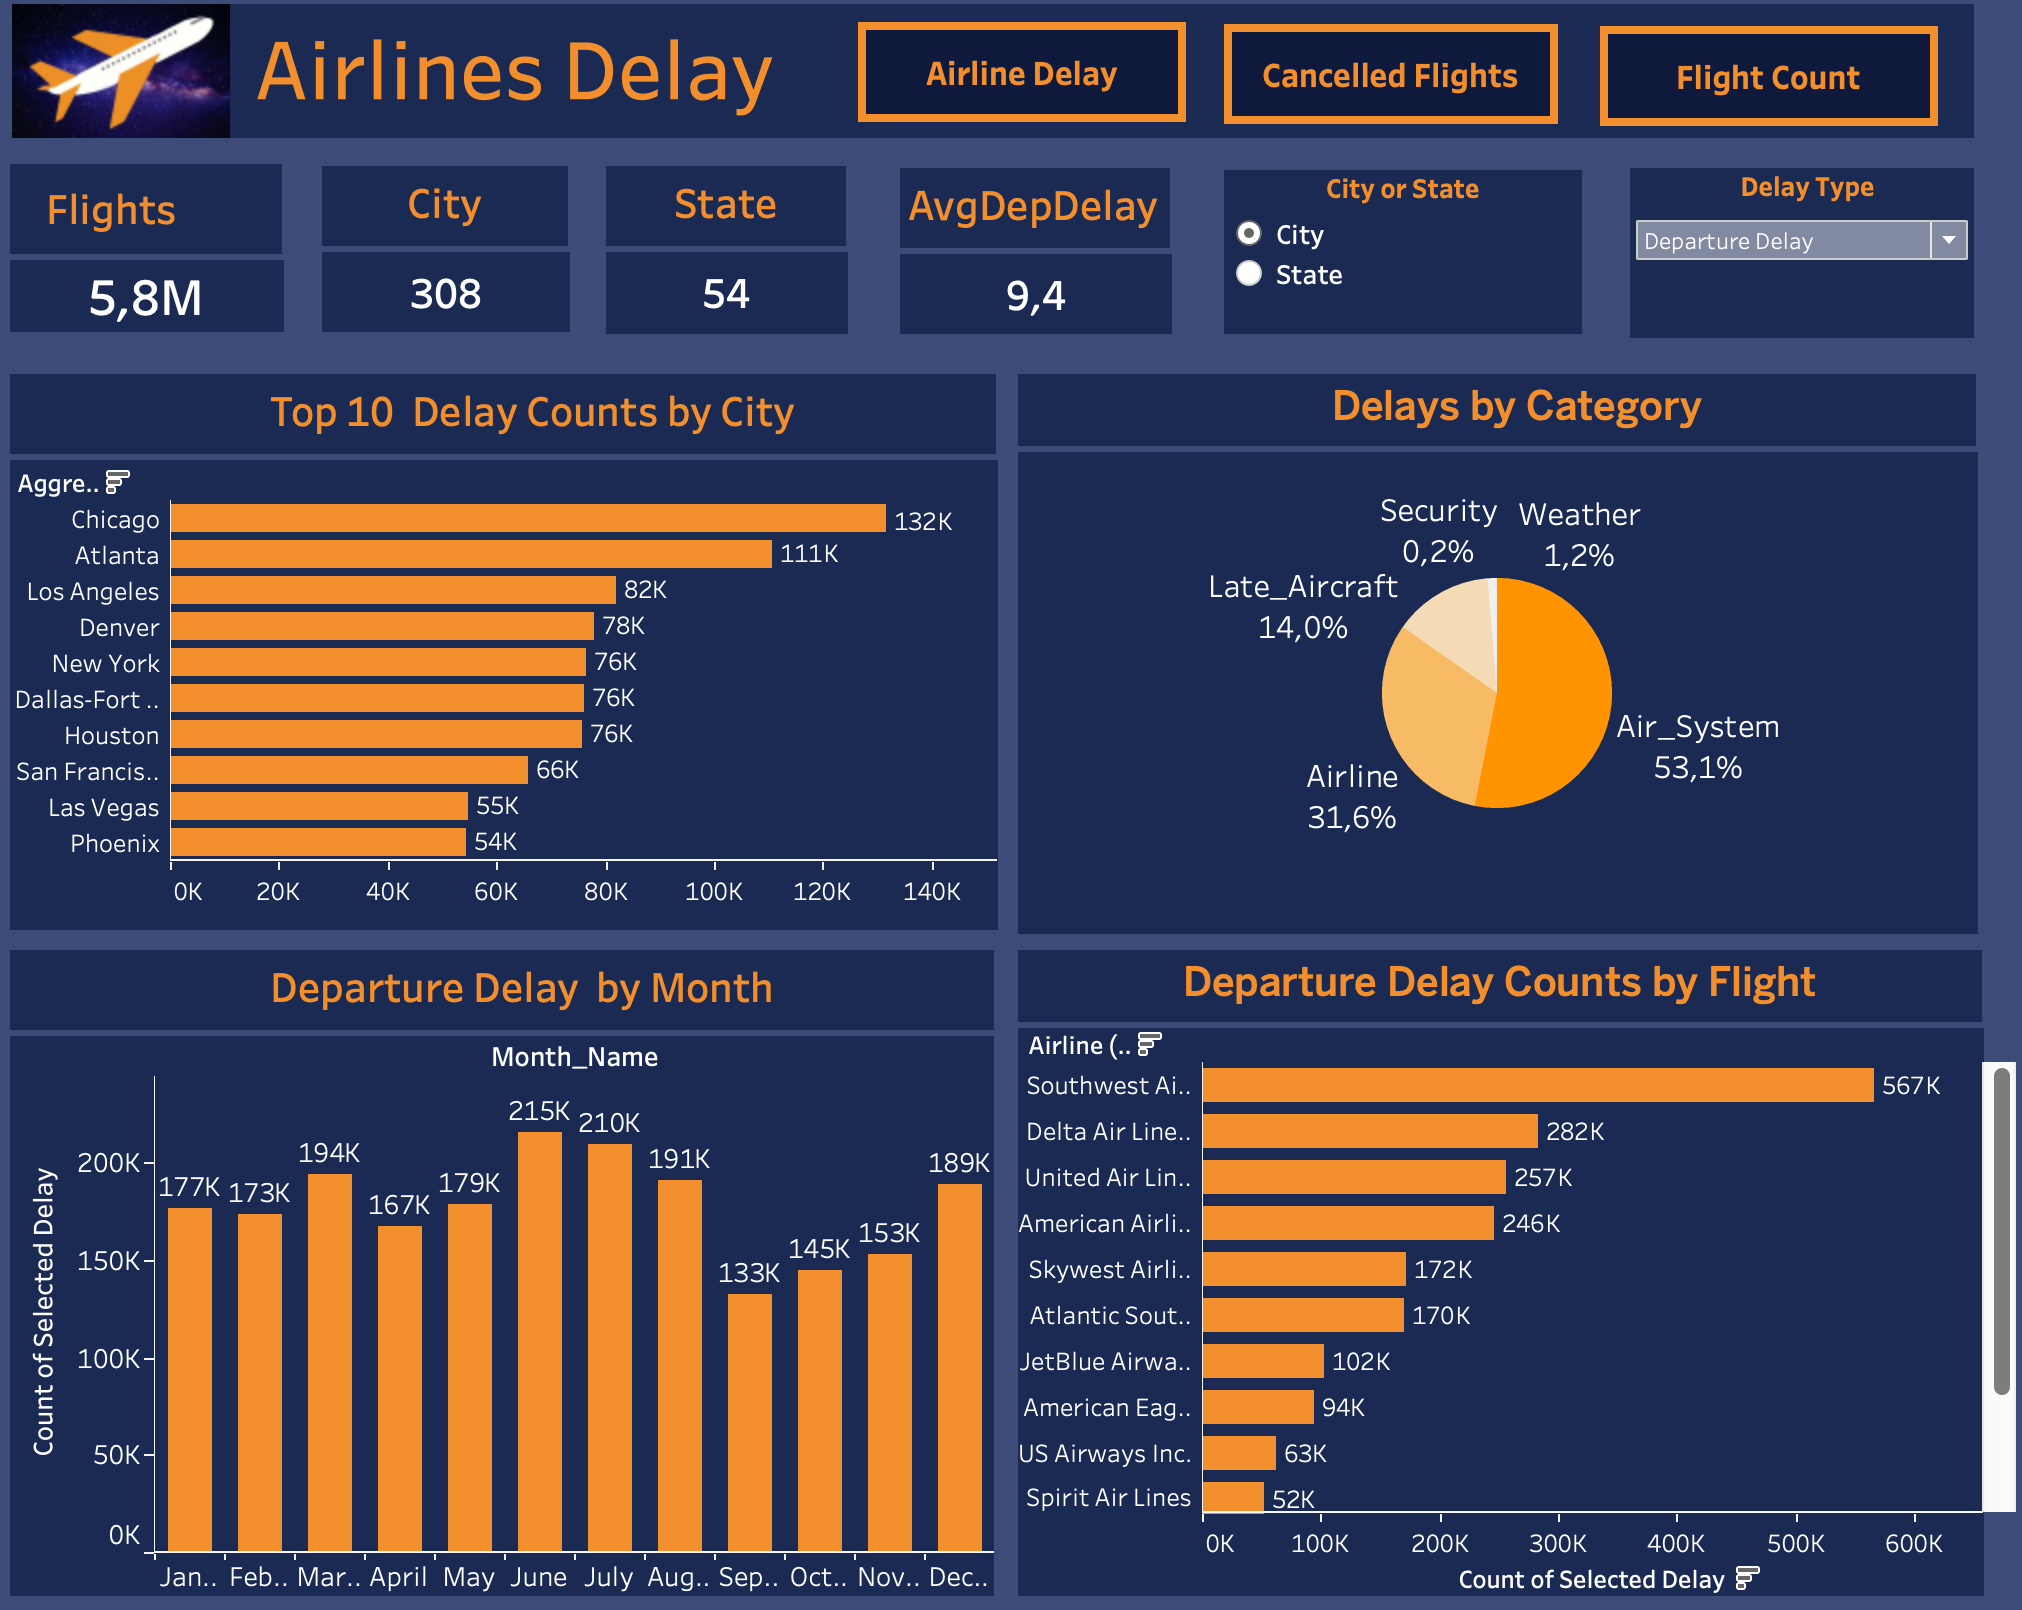 Airlines Delay
Airline Delay
Cancelled Flights
Flight Count
Flights
5,8M
City
308
State
54
AvgDepDelay
9,4
City or State
City
State
Delay Type
Departure Delay
Top 10 Delay Counts by City
Aggre..
Chicago 132K
Atlanta 111K
Los Angeles 82K
Denver 78K
New York 76K
Dallas-Fort .. 76K
Houston 76K
San Francis.. 66K
Las Vegas 55K
Phoenix 54K
0K 20K 40K 60K 80K 100K 120K 140K
Delays by Category
Security
0,2%
Weather
1,2%
Late_Aircraft
14,0%
Air_System
53,1%
Airline
31,6%
Departure Delay by Month
Month_Name
Count of Selected Delay
200K
150K
100K
50K
0K
177K 173K 194K 167K 179K 215K 210K 191K 133K 145K 153K 189K
Jan.. Feb.. Mar.. April May June July Aug.. Sep.. Oct.. Nov.. Dec..
Departure Delay Counts by Flight
Airline (..
Southwest Ai.. 567K
Delta Air Line.. 282K
United Air Lin.. 257K
American Airli.. 246K
Skywest Airli.. 172K
Atlantic Sout.. 170K
JetBlue Airwa.. 102K
American Eag.. 94K
US Airways Inc. 63K
Spirit Air Lines 52K
0K 100K 200K 300K 400K 500K 600K
Count of Selected Delay